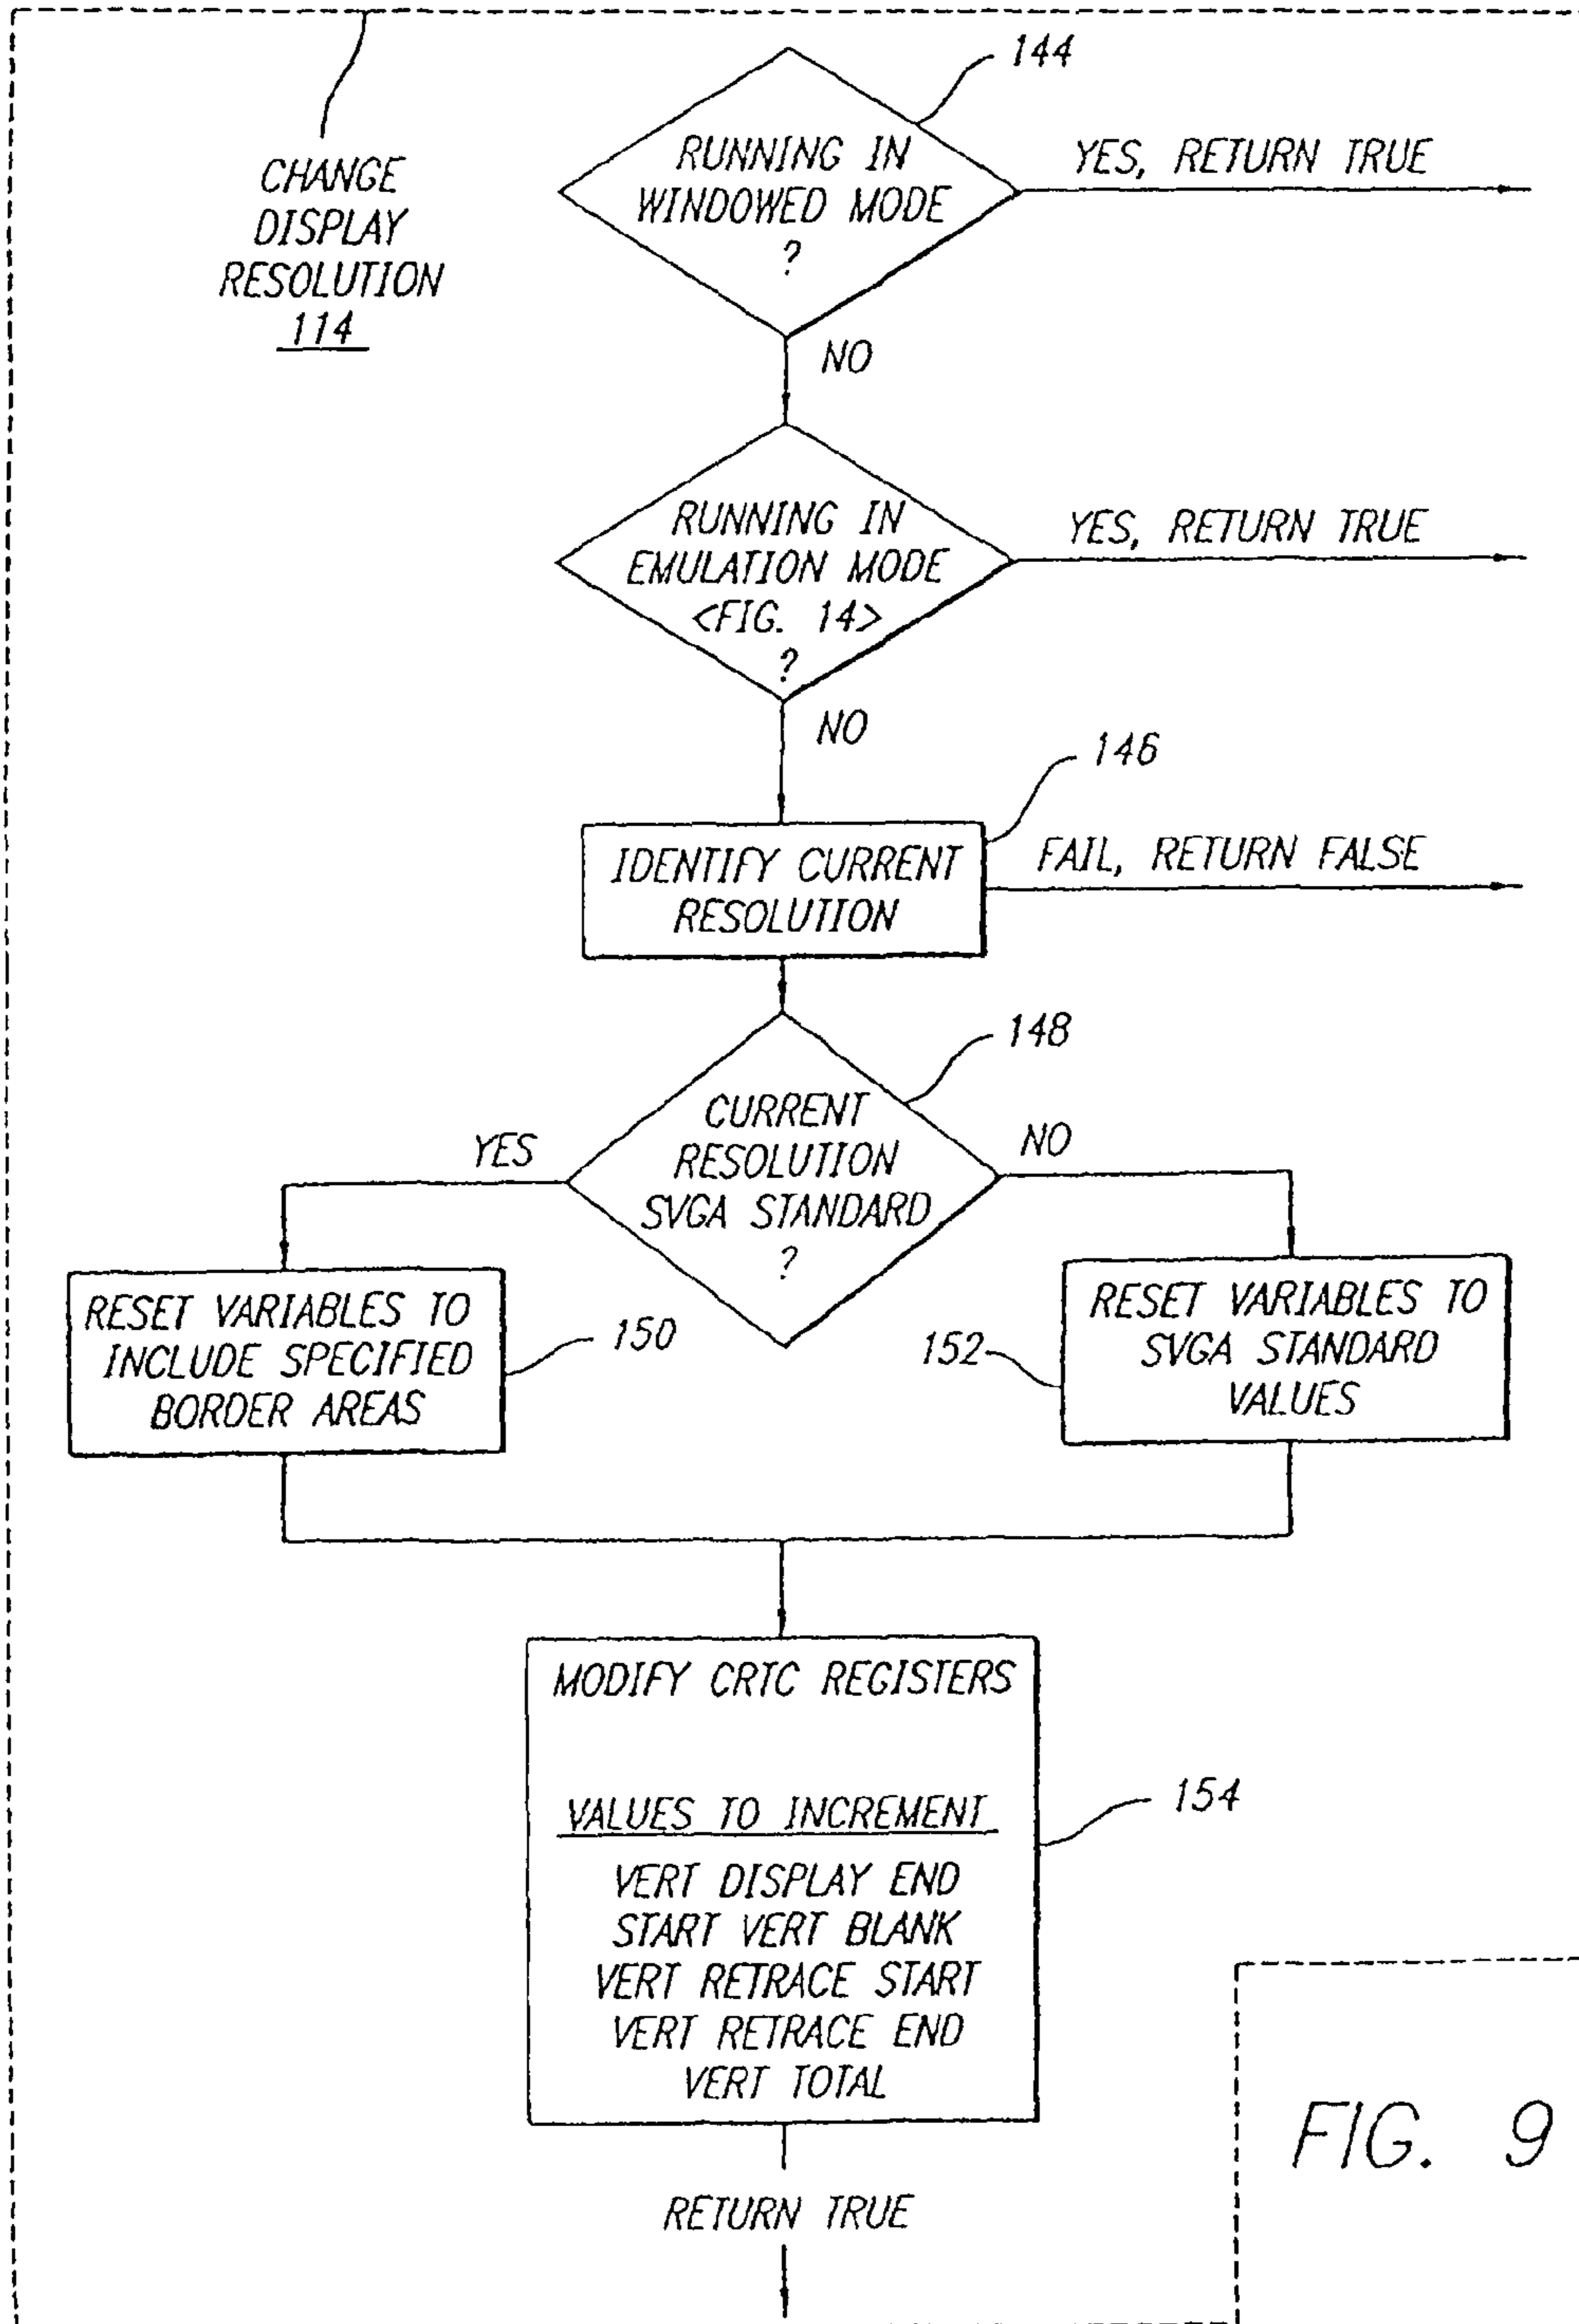 144
CHANGE
DISPLAY
RESOLUTION
114
RUNNING IN
WINDOWED MODE
?
YES, RETURN TRUE
NO
RUNNING IN
EMULATION MODE
<FIG. 14>
?
YES, RETURN TRUE
NO
146
IDENTIFY CURRENT
RESOLUTION
FAIL, RETURN FALSE
148
CURRENT
RESOLUTION
SVGA STANDARD
?
YES
NO
RESET VARIABLES TO
INCLUDE SPECIFIED
BORDER AREAS
150
152
RESET VARIABLES TO
SVGA STANDARD
VALUES
MODIFY CRTC REGISTERS
VALUES TO INCREMENT
VERT DISPLAY END
START VERT BLANK
VERT RETRACE START
VERT RETRACE END
VERT TOTAL
154
RETURN TRUE
FIG. 9